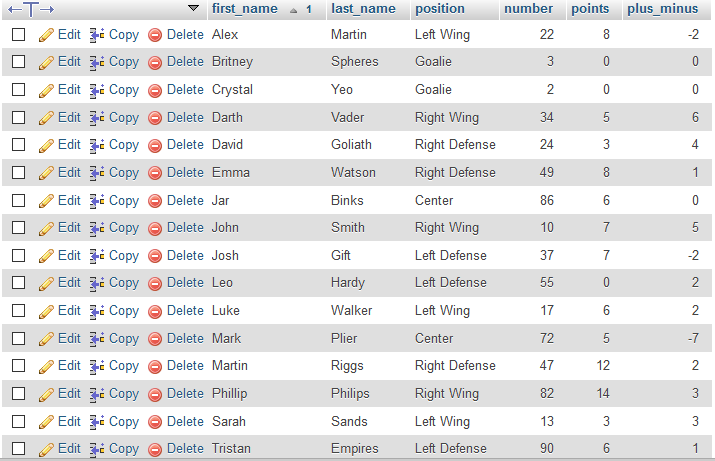 first_name 1 last_name position number points plus_minus
Edit Copy Delete Alex Martin Left Wing 22 8 -2
Edit Copy Delete Britney Spheres Goalie 3 0 0
Edit Copy Delete Crystal Yeo Goalie 2 0 0
Edit Copy Delete Darth Vader Right Wing 34 5 6
Edit Copy Delete David Goliath Right Defense 24 3 4
Edit Copy Delete Emma Watson Right Defense 49 8 1
Edit Copy Delete Jar Binks Center 86 6 0
Edit Copy Delete John Smith Right Wing 10 7 5
Edit Copy Delete Josh Gift Left Defense 37 7 -2
Edit Copy Delete Leo Hardy Left Defense 55 0 2
Edit Copy Delete Luke Walker Left Wing 17 6 2
Edit Copy Delete Mark Plier Center 72 5 -7
Edit Copy Delete Martin Riggs Right Defense 47 12 2
Edit Copy Delete Phillip Philips Right Wing 82 14 3
Edit Copy Delete Sarah Sands Left Wing 13 3 3
Edit Copy Delete Tristan Empires Left Defense 90 6 1